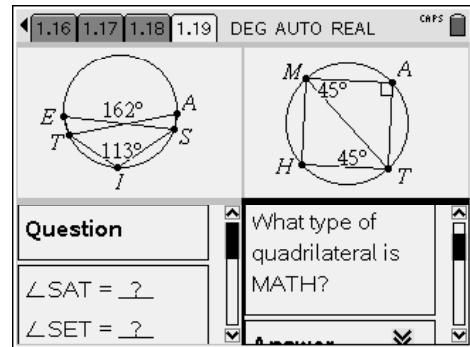 1.16 1.17 1.18 1.19 DEG AUTO REAL CAPS
E 162° A
T 113° S
I
M 45° A
H 45° T
Question
∠SAT = ?
∠SET = ?
What type of
quadrilateral is
MATH?